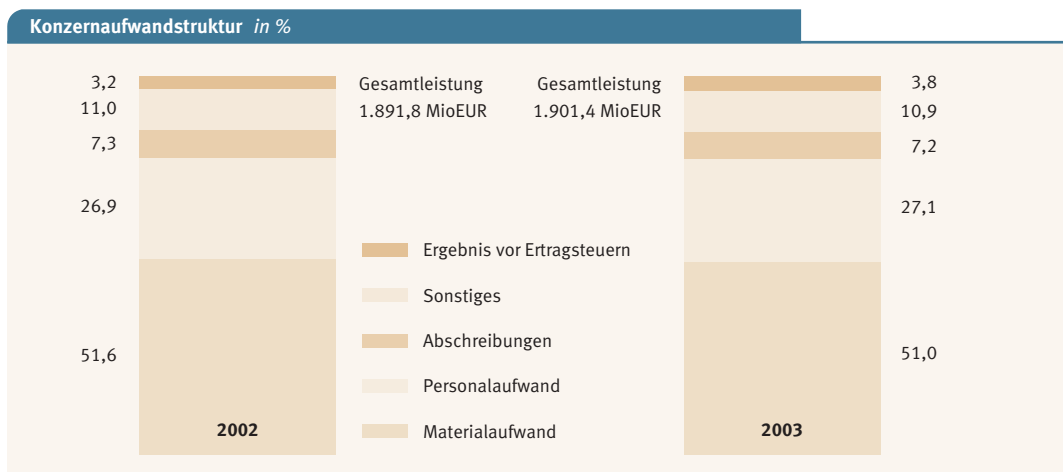 Konzernaufwandstruktur in %
3,2
11,0
7,3
26,9
51,6
2002
Gesamtleistung
1.891,8 MioEUR
Gesamtleistung
1.901,4 MioEUR
Ergebnis vor Ertragsteuern
Sonstiges
Abschreibungen
Personalaufwand
Materialaufwand
2003
3,8
10,9
7,2
27,1
51,0